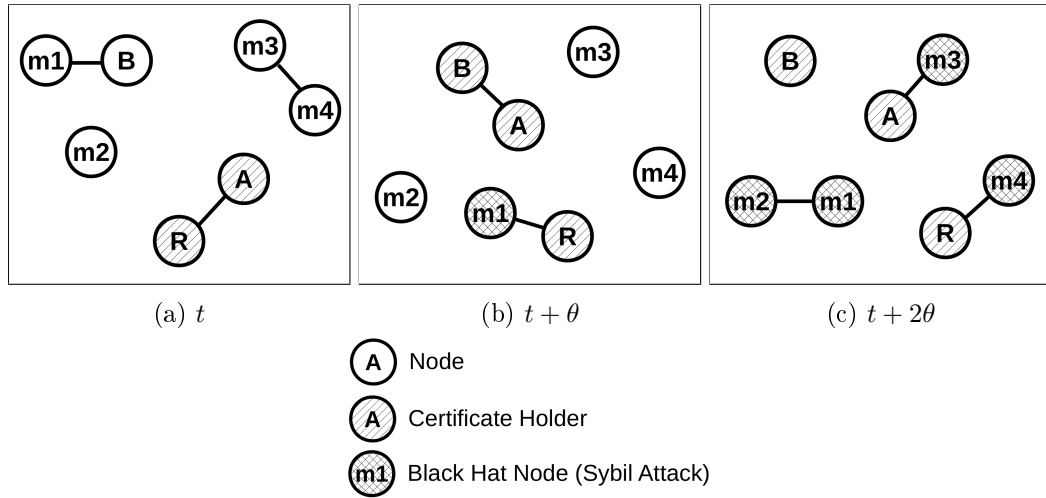 m1 B m3 m4 m2 A R
B m3 A m2 m1 m4 R
B m3 A m2 m1 m4 R
(a) t
(b) t + θ
(c) t + 2θ
A Node
A Certificate Holder
m1 Black Hat Node (Sybil Attack)